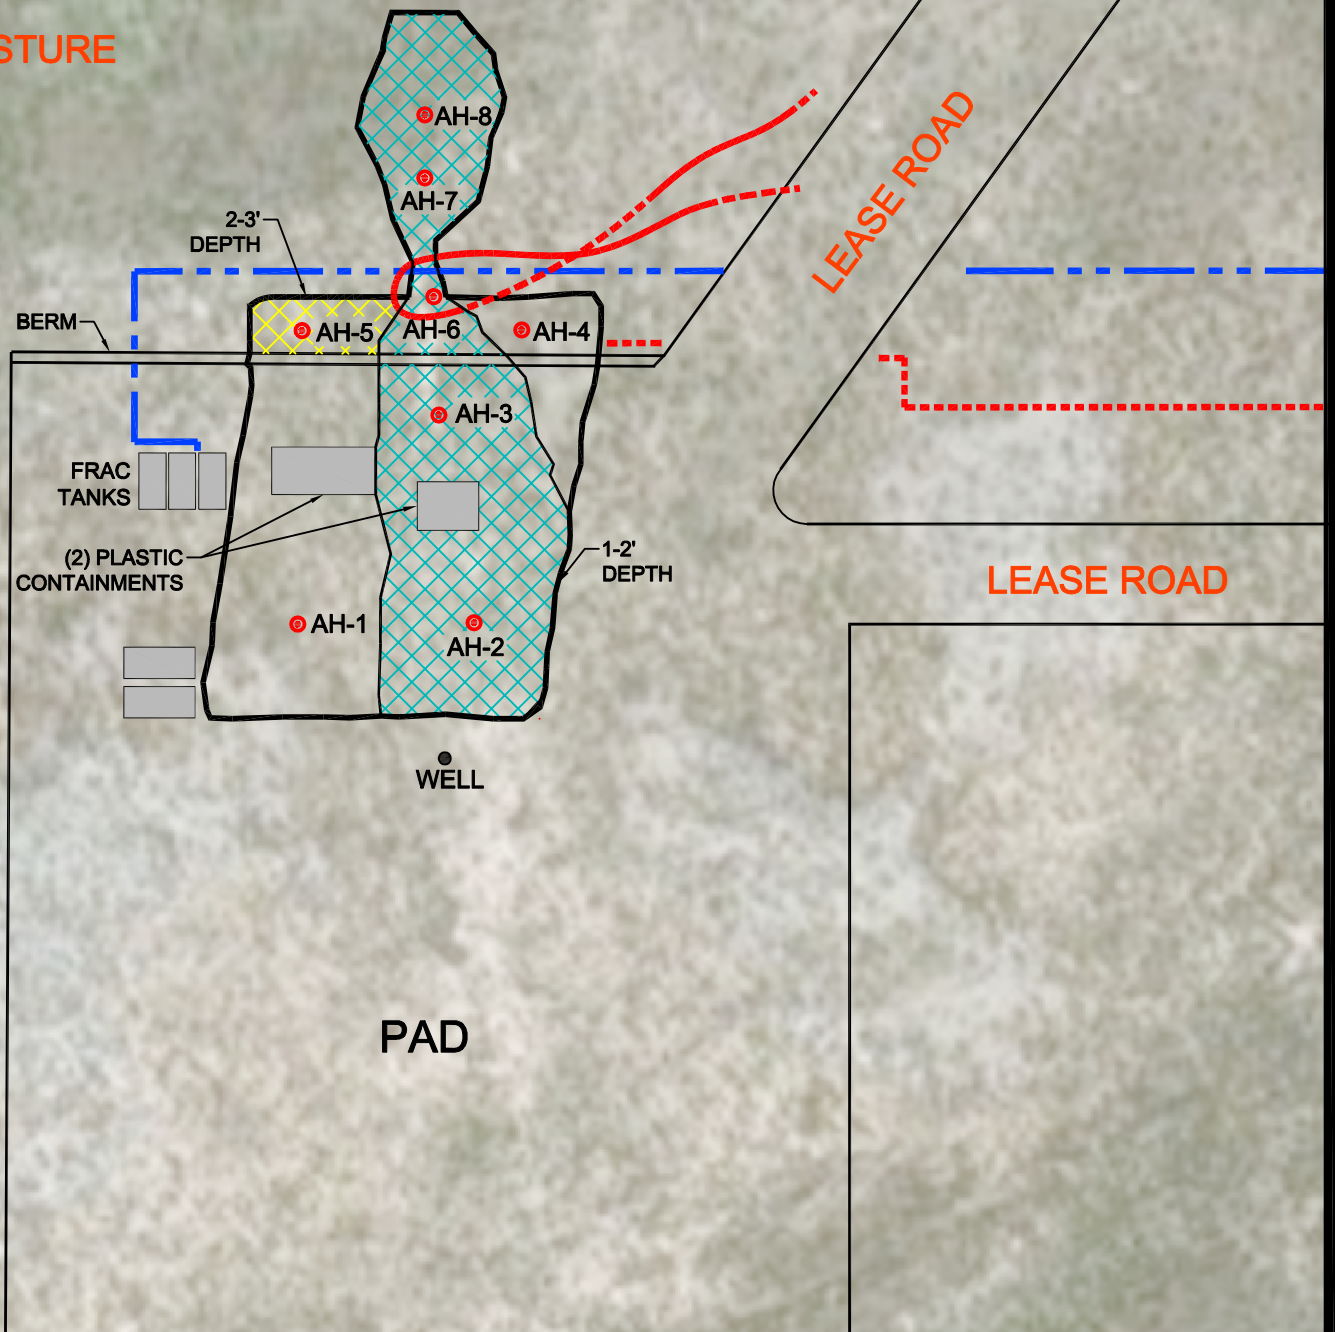 STURE
AH-8
LEASE ROAD
AH-7
2-3'
DEPTH
BERM
AH-5
AH-6
AH-4
AH-3
FRAC
TANKS
(2) PLASTIC
CONTAINMENTS
1-2'
DEPTH
LEASE ROAD
AH-1
AH-2
WELL
PAD